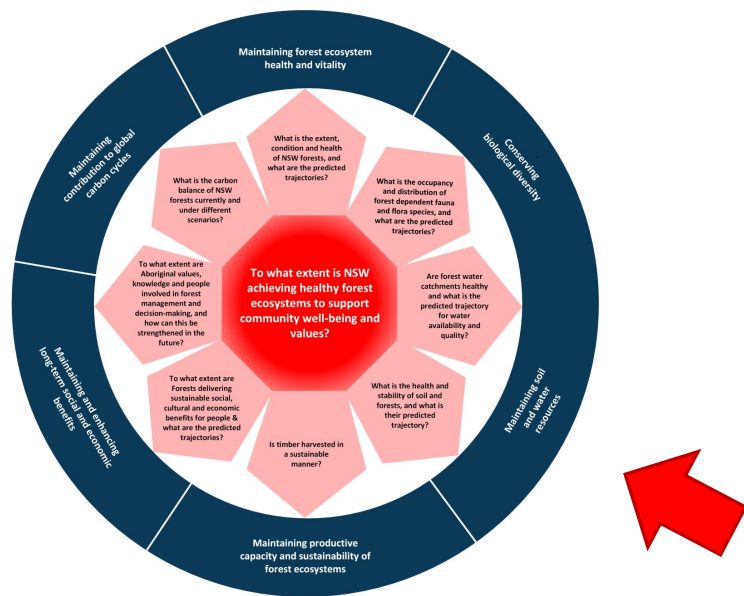 Maintaining forest ecosystem
health and vitality
Conserving
biological diversity
Maintaining soil
and water
resources
Maintaining productive
capacity and sustainability of
forest ecosystems
Maintaining and enhancing
long-term social and economic
benefits
Maintaining
contribution to global
carbon cycles
What is the extent,
condition and health
of NSW forests, and
what are the predicted
trajectories?
What is the occupancy
and distribution of
forest dependent fauna
and flora species, and
what are the predicted
trajectories?
Are forest water
catchments healthy
and what is the
predicted trajectory
for water
availability and
quality?
What is the health and
stability of soil and
forests, and what is
their predicted
trajectory?
Is timber harvested in
a sustainable
manner?
To what extent are
Forests delivering
sustainable social,
cultural and economic
benefits for people &
what are the predicted
trajectories?
To what extent are
Aboriginal values,
knowledge and people
involved in forest
management and
decision-making, and
how can this be
strengthened in the
future?
What is the carbon
balance of NSW
forests currently and
under different
scenarios?
To what extent is NSW
achieving healthy forest
ecosystems to support
community well-being and
values?